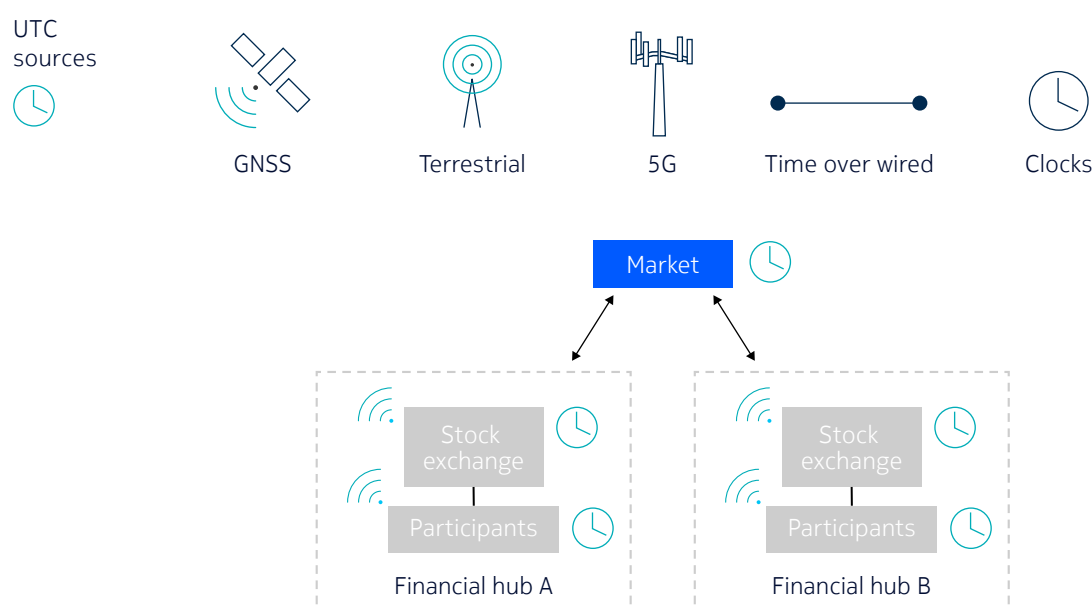 UTC
sources
GNSS
Terrestrial
5G
Time over wired
Clocks
Market
Stock
exchange
Participants
Financial hub A
Stock
exchange
Participants
Financial hub B